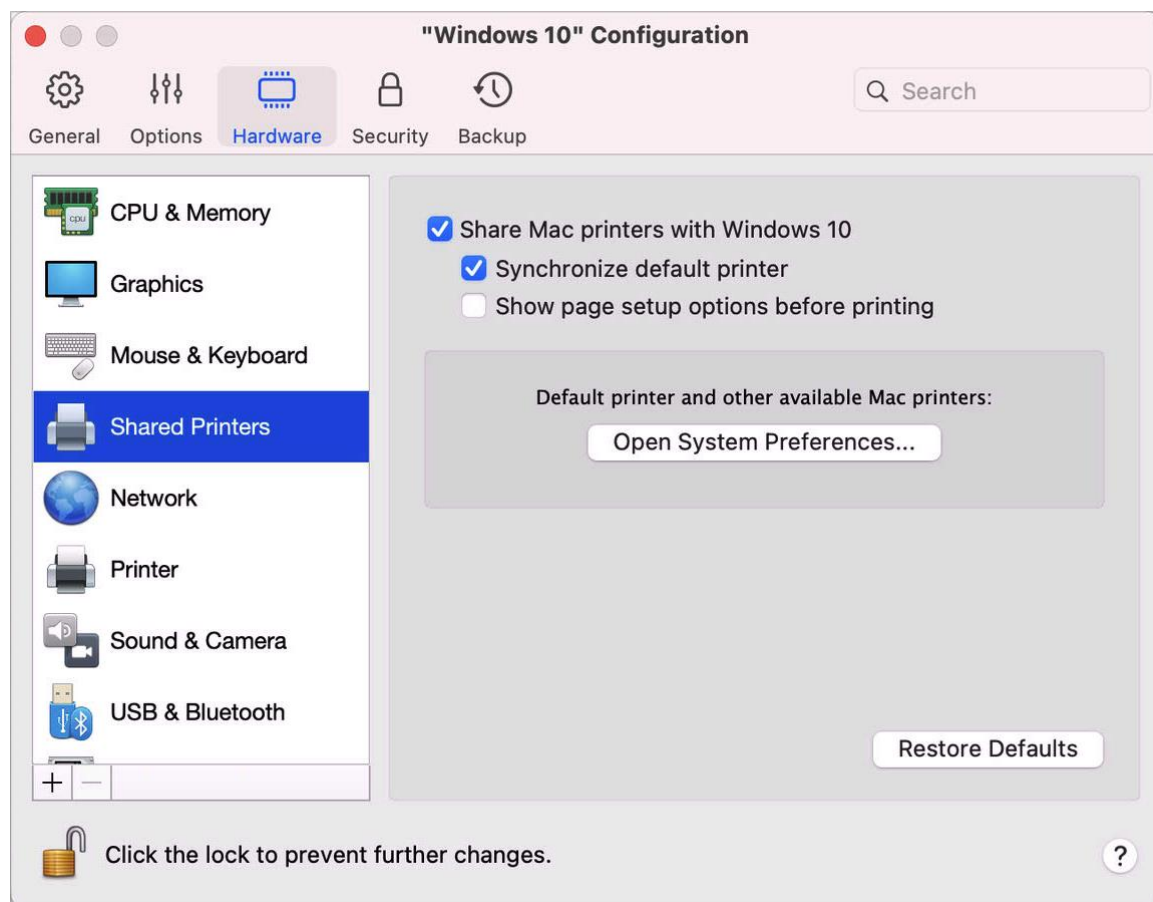 "Windows 10" Configuration
General
Options
Hardware
Security
Backup
Search
CPU & Memory
cpu
Graphics
Mouse & Keyboard
Shared Printers
Network
Printer
Sound & Camera
USB & Bluetooth
+ −
Share Mac printers with Windows 10
Synchronize default printer
Show page setup options before printing
Default printer and other available Mac printers:
Open System Preferences...
Restore Defaults
Click the lock to prevent further changes.
?